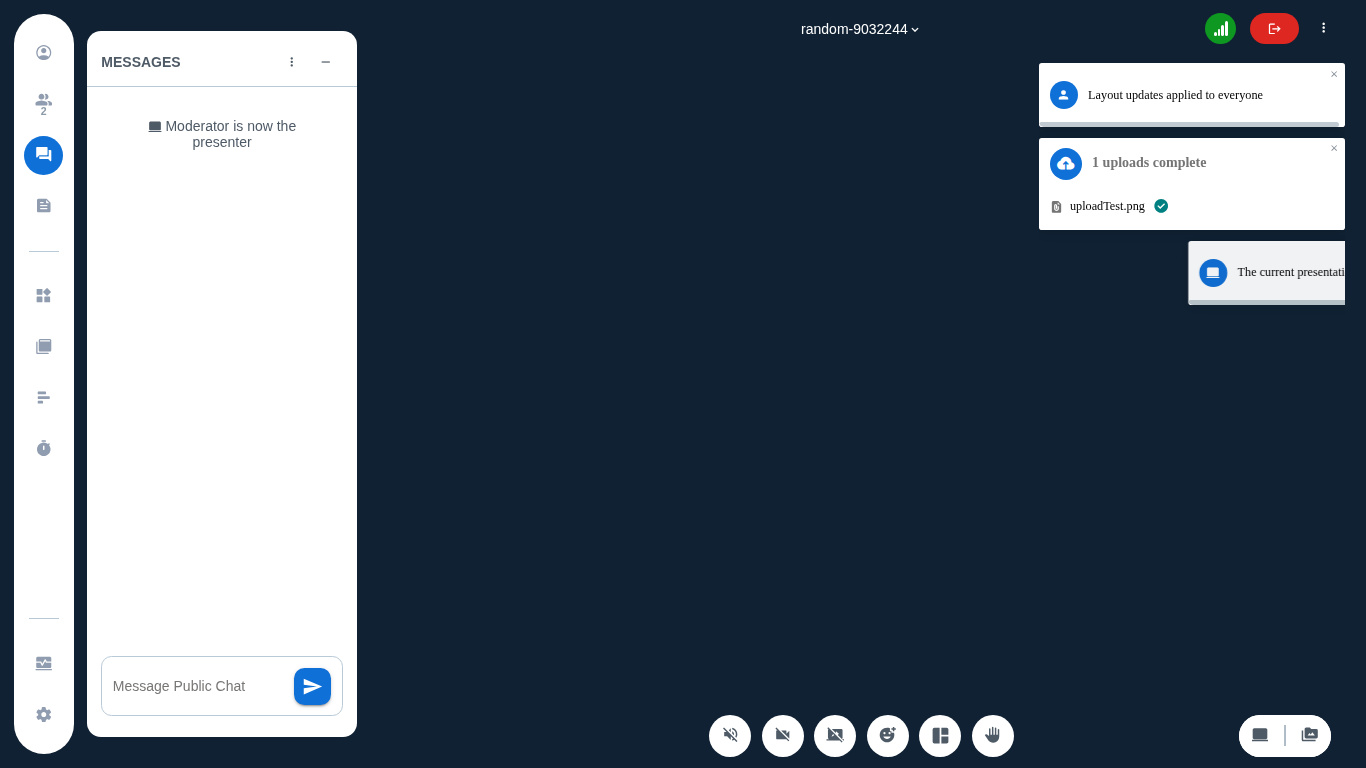 random-9032244
MESSAGES
2
Moderator is now the
presenter
Message Public Chat
Layout updates applied to everyone
1 uploads complete
uploadTest.png
The current presentati